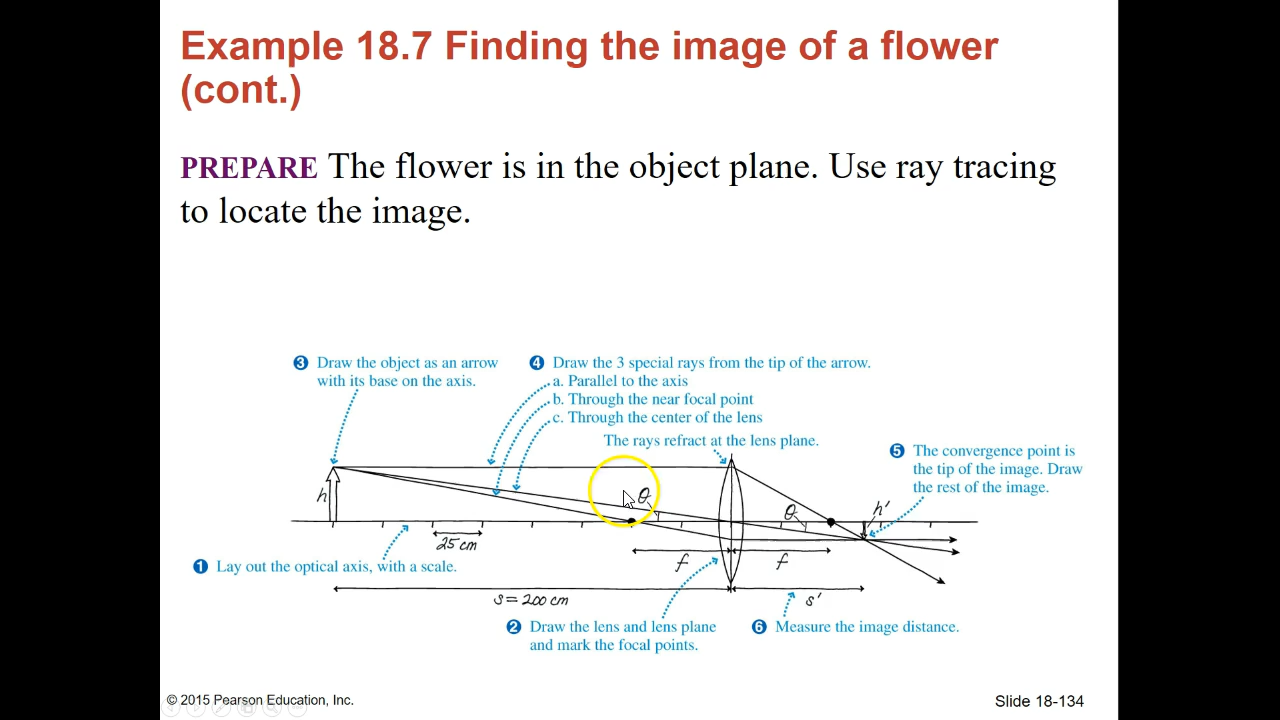 Example 18.7 Finding the image of a flower
(cont.)
PREPARE The flower is in the object plane. Use ray tracing
to locate the image.
3 Draw the object as an arrow
with its base on the axis.
4 Draw the 3 special rays from the tip of the arrow.
a. Parallel to the axis
b. Through the near focal point
c. Through the center of the lens
The rays refract at the lens plane.
5 The convergence point is
the tip of the image. Draw
the rest of the image.
h
θ
θ
h′
25 cm
f
f
1 Lay out the optical axis, with a scale.
s = 200 cm
s′
2 Draw the lens and lens plane
and mark the focal points.
6 Measure the image distance.
© 2015 Pearson Education, Inc.
Slide 18-134